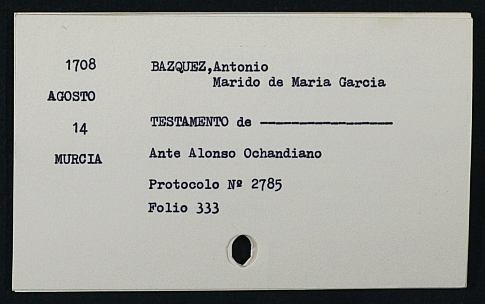 1708
AGOSTO
14
MURCIA
BAZQUEZ,Antonio
Marido de Maria Garcia
TESTAMENTO de -----------------
Ante Alonso Ochandiano
Protocolo Nº 2785
Folio 333